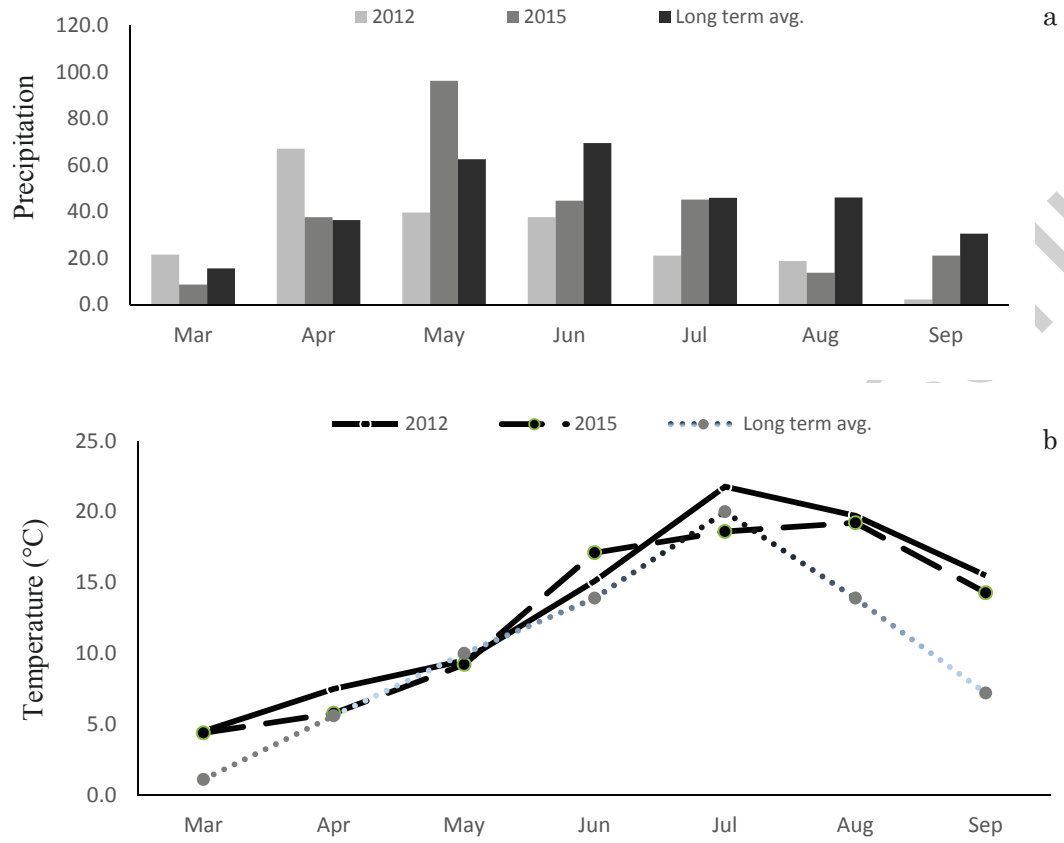 2012 2015 Long term avg.
a
120.0
100.0
80.0
60.0
40.0
20.0
0.0
Precipitation
Mar Apr May Jun Jul Aug Sep
2012 2015 Long term avg.
b
25.0
20.0
15.0
10.0
5.0
0.0
Temperature (°C)
Mar Apr May Jun Jul Aug Sep